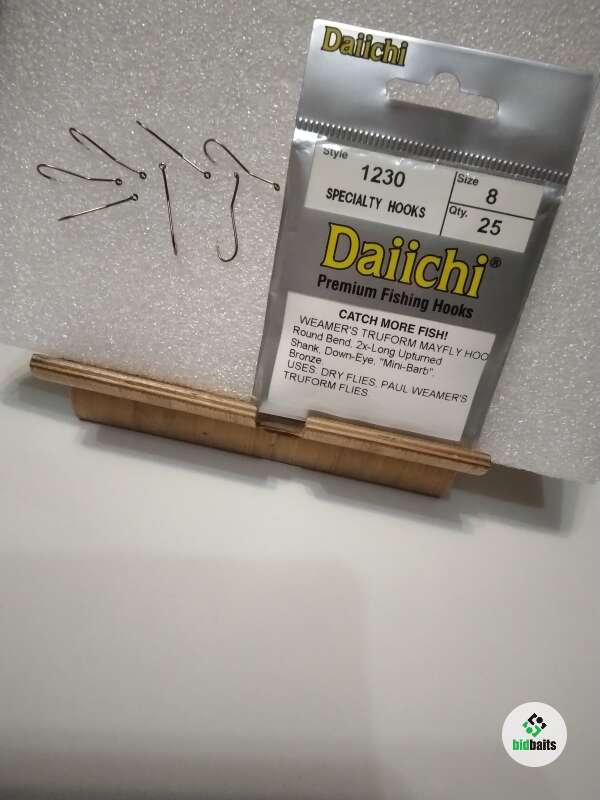 Daiichi
Style
1230
SPECIALTY HOOKS
Size
8
Qty.
25
Daiichi®
Premium Fishing Hooks
CATCH MORE FISH!
WEAMER'S TRUFORM MAYFLY HOO
Round Bend, 2x-Long Upturned
Shank, Down-Eye, "Mini-Barb".
Bronze
USES: DRY FLIES, PAUL WEAMER'S
TRUFORM FLIES
bidbaits